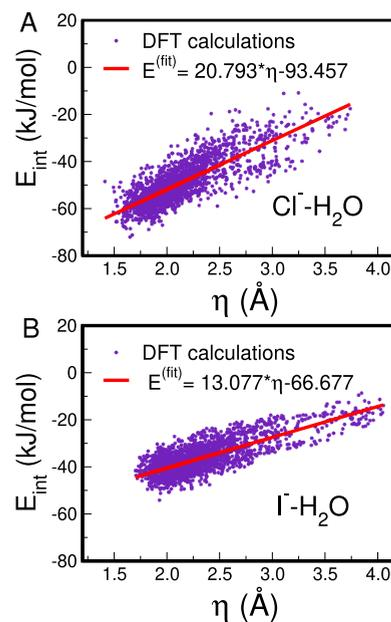 A
20
DFT calculations
0
E(fit)= 20.793*η-93.457
-20
-40
-60
Cl⁻-H₂O
-80
1.5 2.0 2.5 3.0 3.5 4.0
Eint (kJ/mol)
η (Å)
B
20
DFT calculations
0
E(fit)= 13.077*η-66.677
-20
-40
-60
I⁻-H₂O
-80
1.5 2.0 2.5 3.0 3.5 4.0
Eint (kJ/mol)
η (Å)